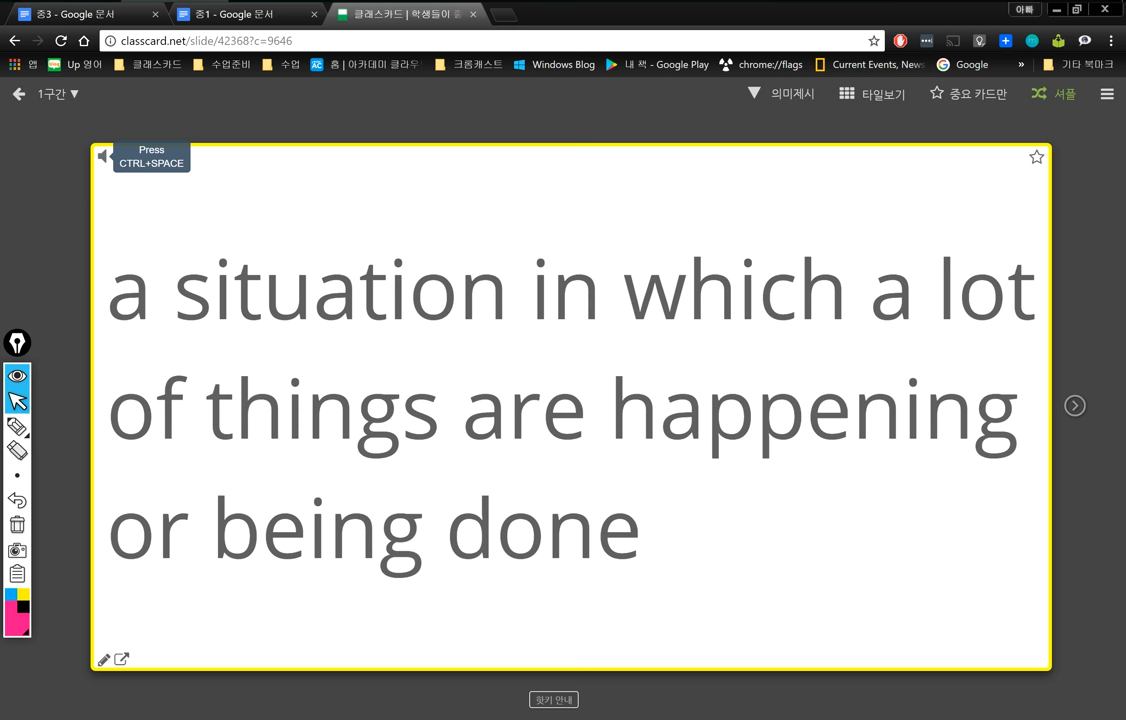 중3 - Google 문서
중1 - Google 문서
클래스카드 | 학생들이 좋
아빠
classcard.net/slide/42368?c=9646
앱 Up 영어 클래스카드 수업준비 수업 홈 | 아카데미 클라우 크롬캐스트 Windows Blog 내 책 - Google Play chrome://flags Current Events, News Google » 기타 북마크
1구간 ▼ ▼ 의미제시 타일보기 중요 카드만 셔플
Press
CTRL+SPACE
a situation in which a lot
of things are happening
or being done
핫키 안내